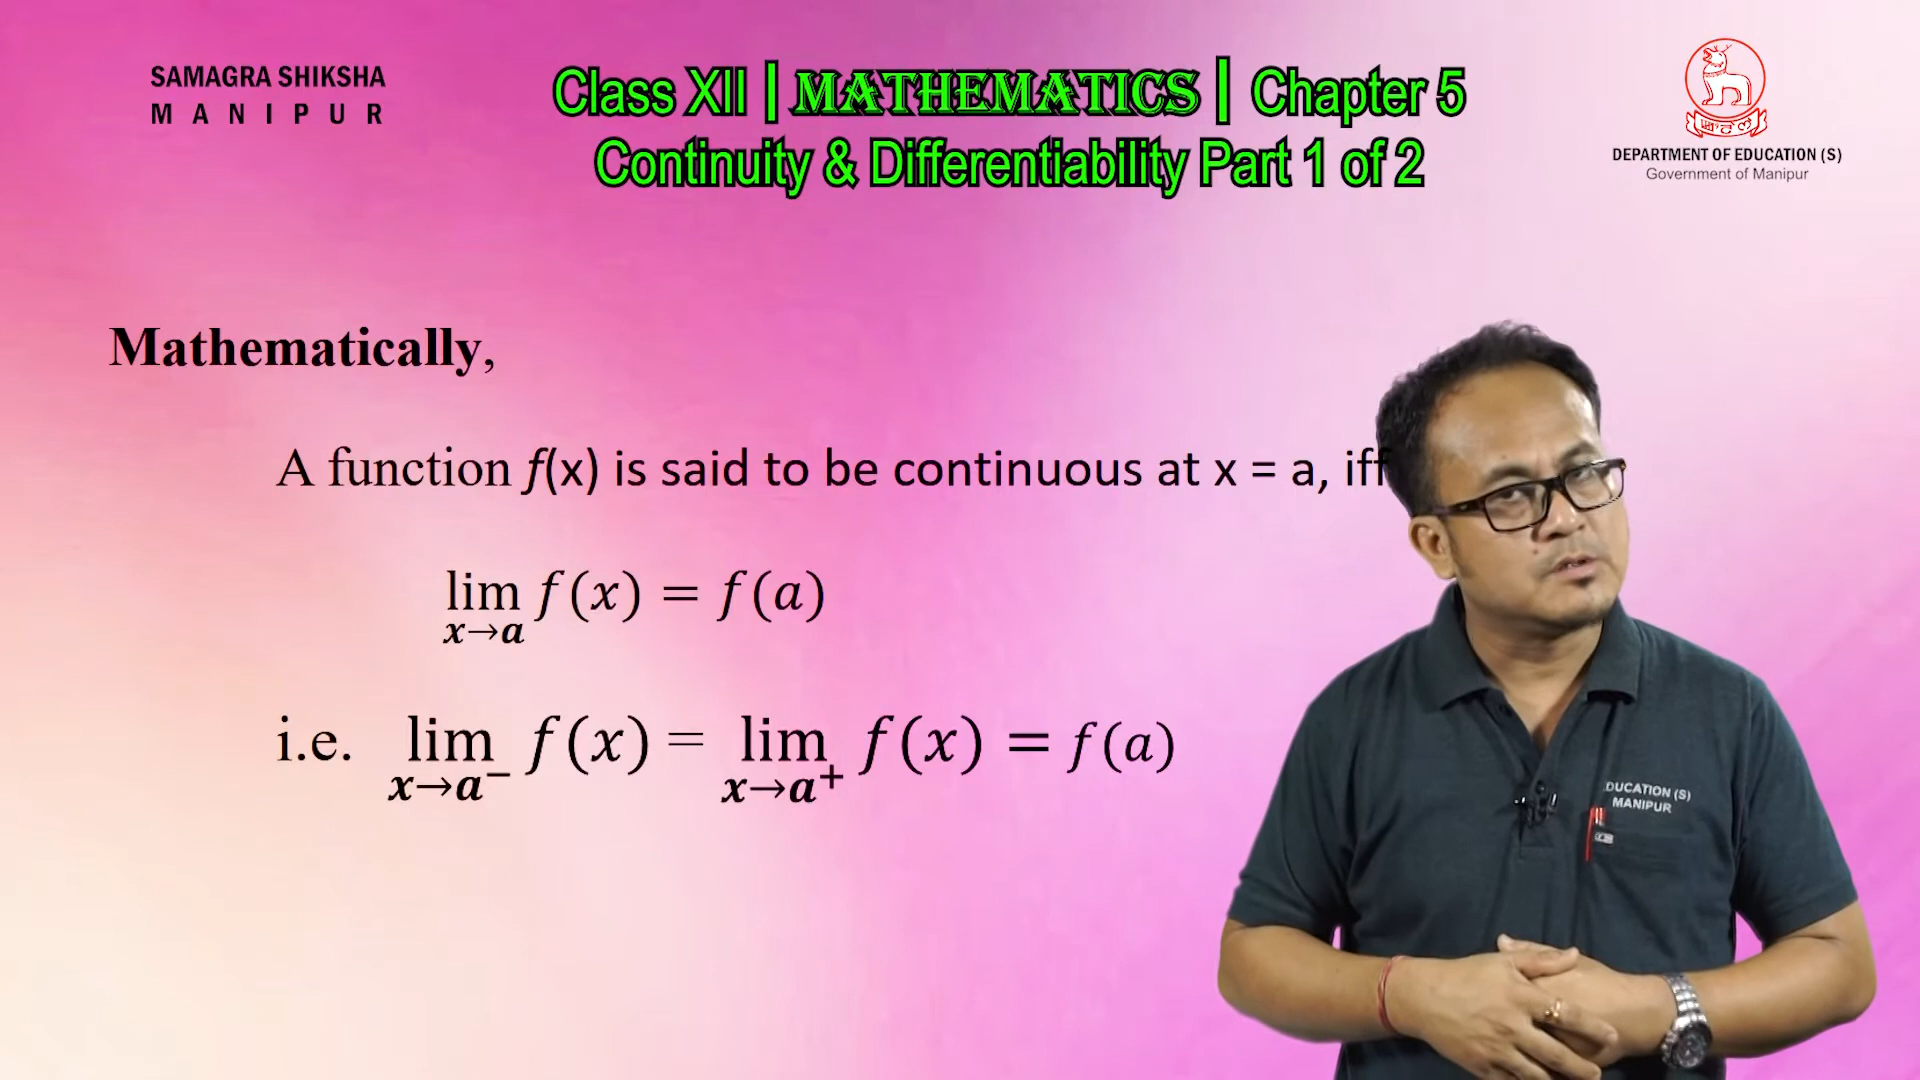 SAMAGRA SHIKSHA
MANIPUR
Class XII | MATHEMATICS | Chapter 5
Continuity & Differentiability Part 1 of 2
DEPARTMENT OF EDUCATION (S)
Government of Manipur
Mathematically,
A function f(x) is said to be continuous at x = a, iff
lim f(x) = f(a)
x→a
i.e. lim f(x) = lim f(x) = f(a)
x→a⁻ x→a⁺
DUCATION (S)
MANIPUR